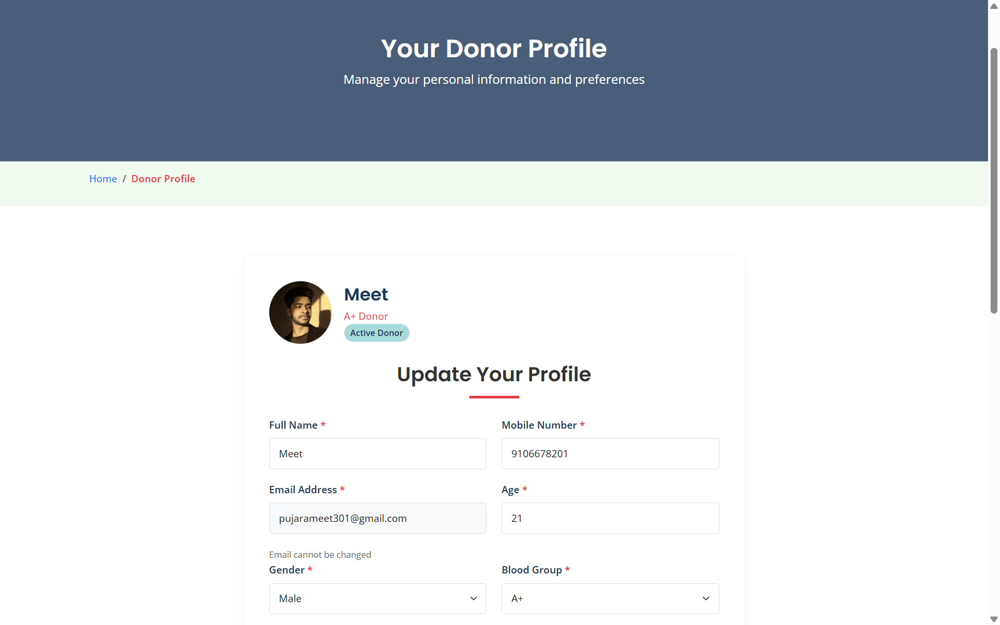 Your Donor Profile
Manage your personal information and preferences
Home / Donor Profile
Meet
A+ Donor
Active Donor
Update Your Profile
Full Name *
Mobile Number *
Meet
9106678201
Email Address *
Age *
pujarameet301@gmail.com
21
Email cannot be changed
Gender *
Blood Group *
Male
A+